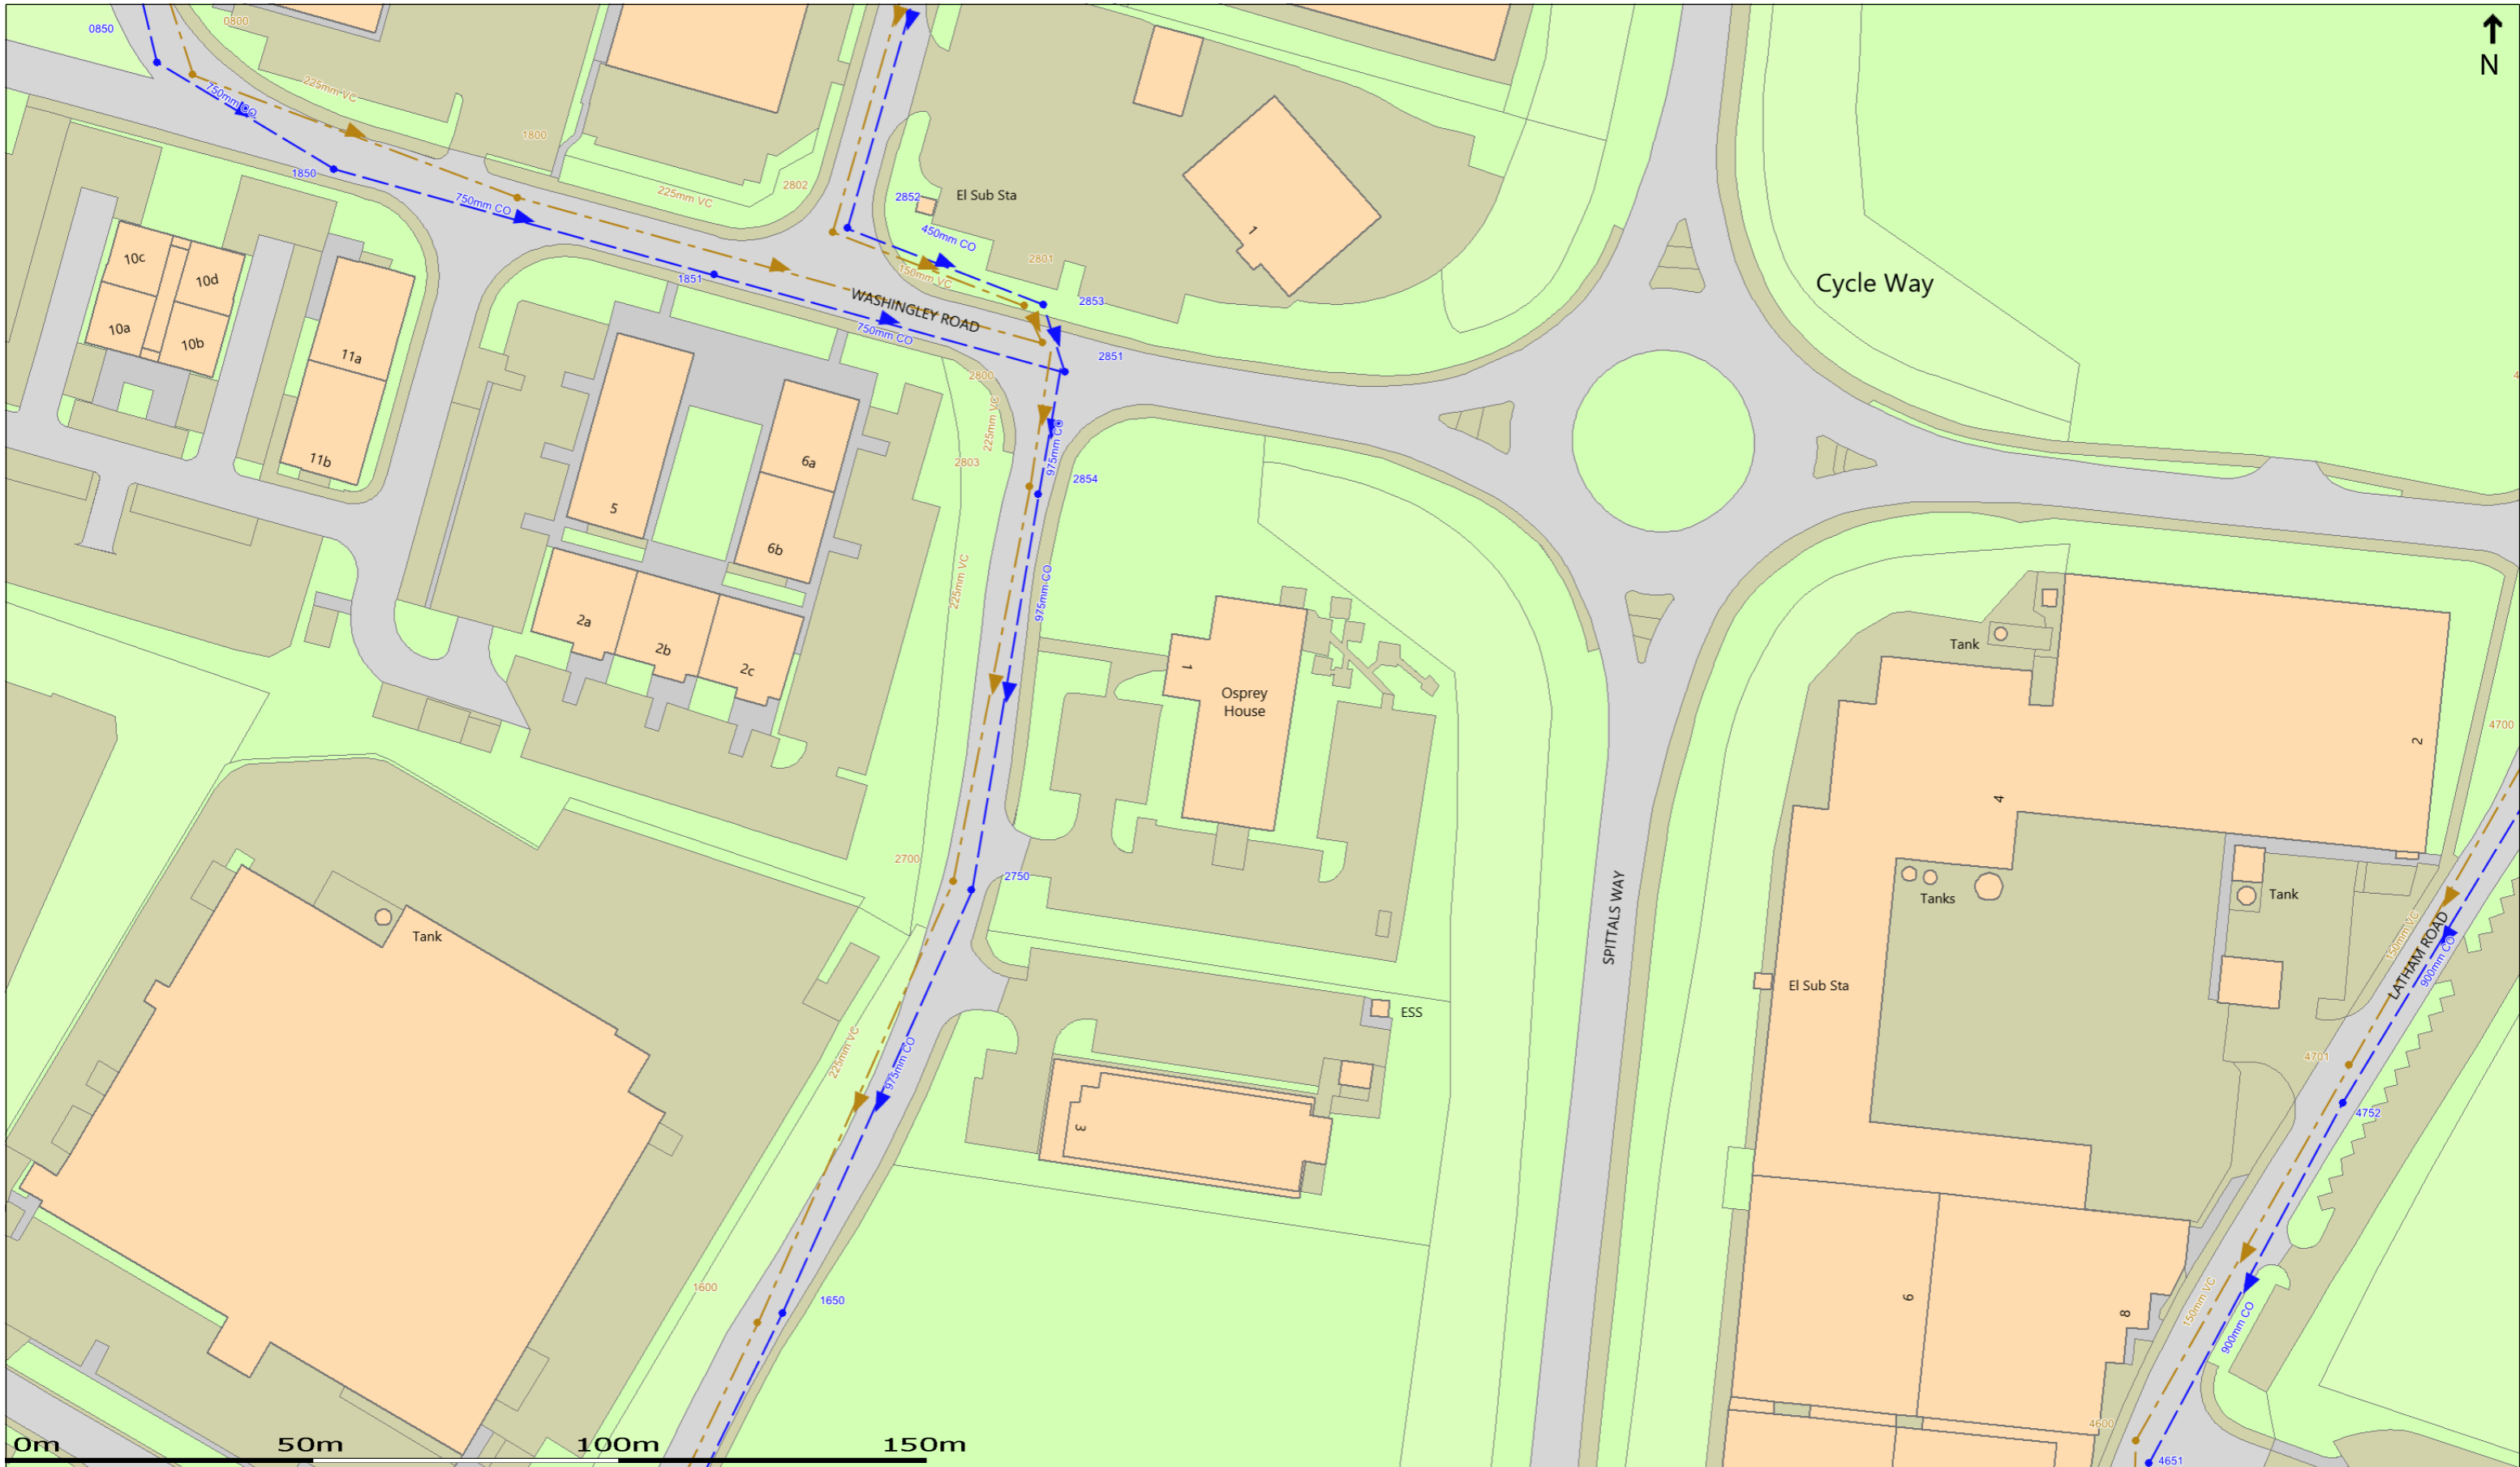 0850
0800
N
225mm VC
750mm CO
1800
1850
750mm CO
225mm VC
2802
2852
El Sub Sta
450mm CO
2801
150mm VC
1
Cycle Way
1851
WASHINGLEY ROAD
750mm CO
2853
2851
10c
10d
10a
10b
11a
11b
2800
225mm VC
2803
975mm CO
2854
5
6a
6b
225mm VC
975mm CO
2a
2b
2c
1
Osprey
House
Tank
2
4700
4
2700
2750
Tank
Tanks
Tank
SPITTALS WAY
150mm VC
LATHAM ROAD
900mm CO
El Sub Sta
ESS
225mm VC
975mm CO
4701
4752
3
1600
1650
6
8
150mm VC
900mm CO
4600
4651
0m
50m
100m
150m